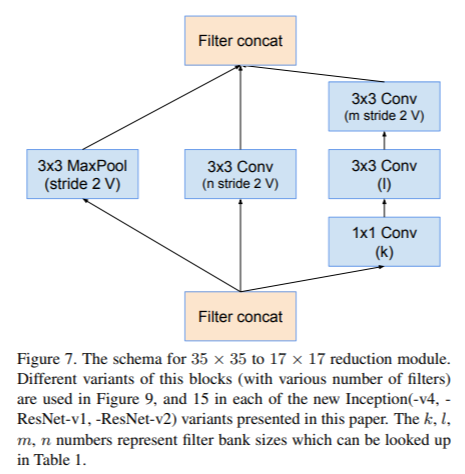 Filter concat
3x3 Conv
(m stride 2 V)
3x3 MaxPool
(stride 2 V)
3x3 Conv
(n stride 2 V)
3x3 Conv
(l)
1x1 Conv
(k)
Filter concat
Figure 7. The schema for 35 × 35 to 17 × 17 reduction module.
Different variants of this blocks (with various number of filters)
are used in Figure 9, and 15 in each of the new Inception(-v4, -
ResNet-v1, -ResNet-v2) variants presented in this paper. The k, l,
m, n numbers represent filter bank sizes which can be looked up
in Table 1.